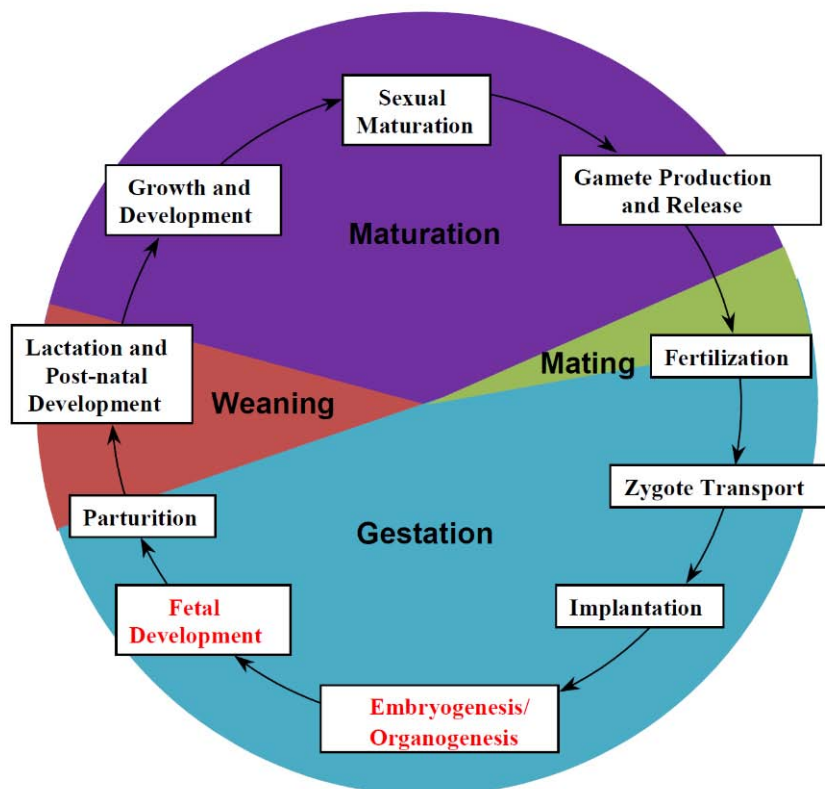 Sexual
Maturation
Gamete Production
and Release
Growth and
Development
Maturation
Fertilization
Mating
Lactation and
Post-natal
Development
Weaning
Zygote Transport
Parturition
Gestation
Implantation
Fetal
Development
Embryogenesis/
Organogenesis